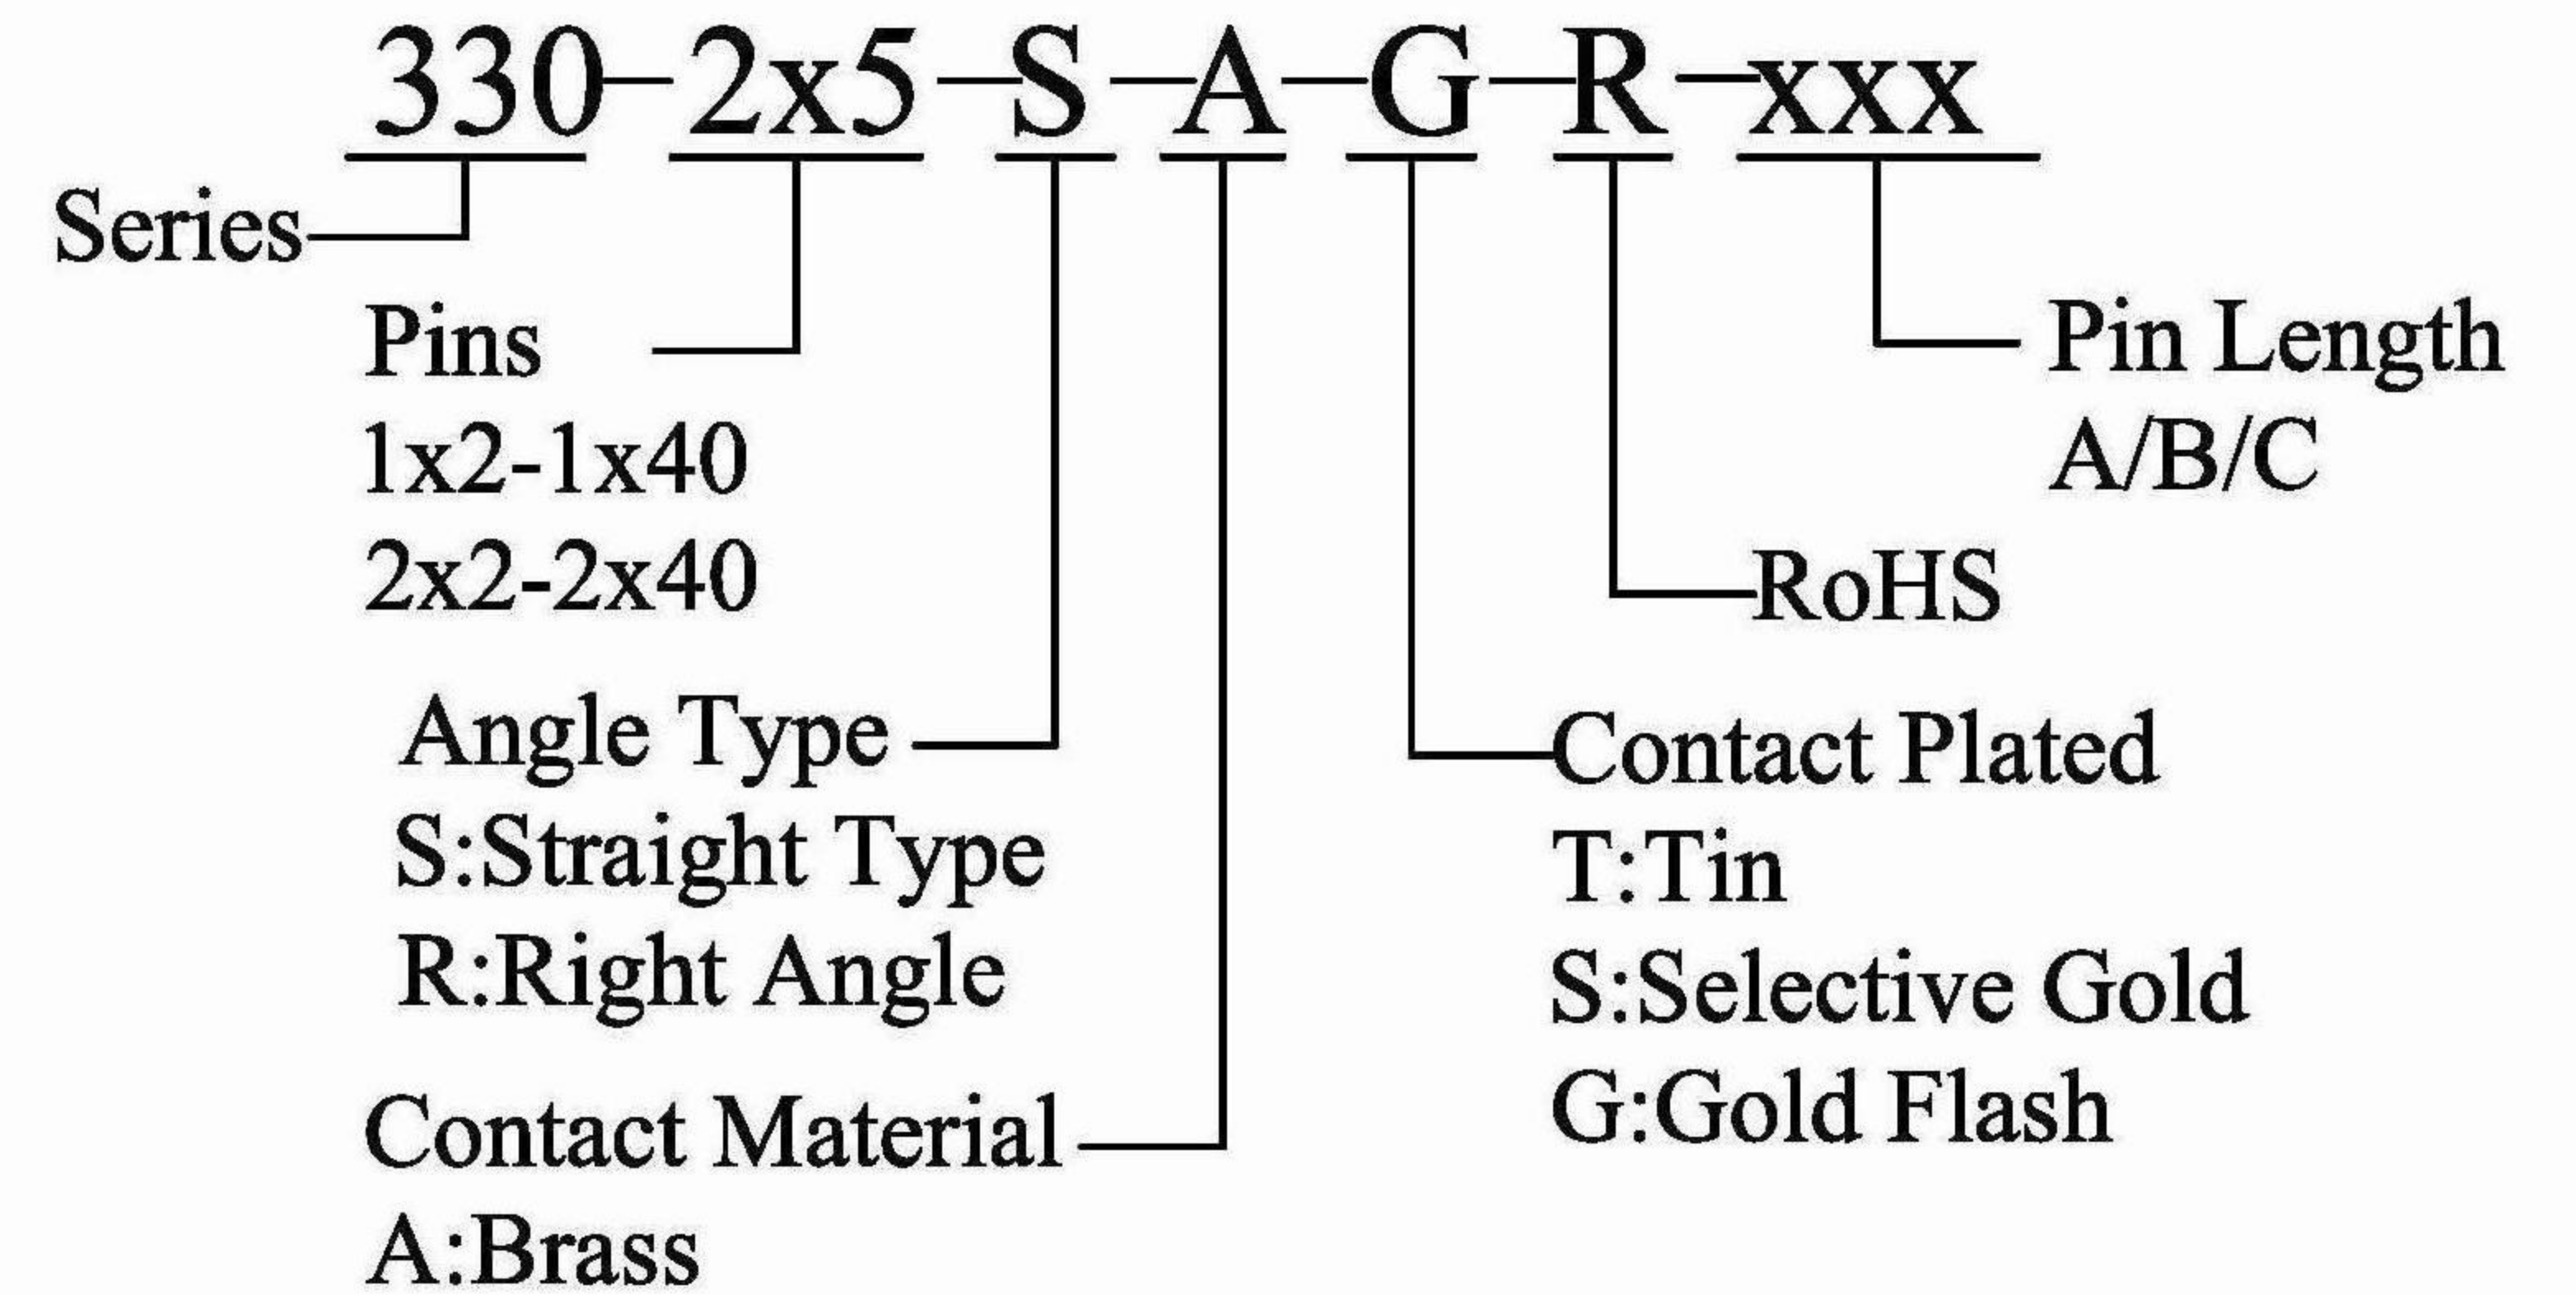 330-2x5-S-A-G-R-xxx
Series
Pins
1x2-1x40
2x2-2x40
Angle Type
S:Straight Type
R:Right Angle
Contact Material
A:Brass
Pin Length
A/B/C
RoHS
Contact Plated
T:Tin
S:Selective Gold
G:Gold Flash